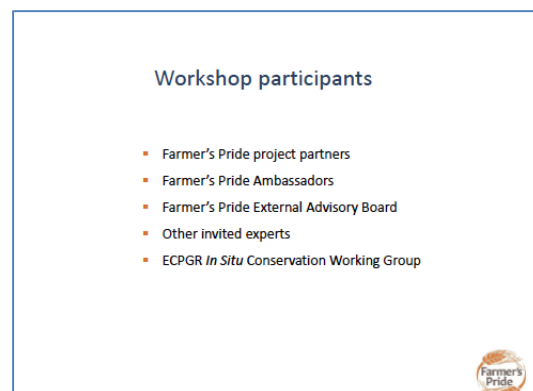 Workshop participants
▪ Farmer's Pride project partners
▪ Farmer's Pride Ambassadors
▪ Farmer's Pride External Advisory Board
▪ Other invited experts
▪ ECPGR In Situ Conservation Working Group
Farmer's
Pride